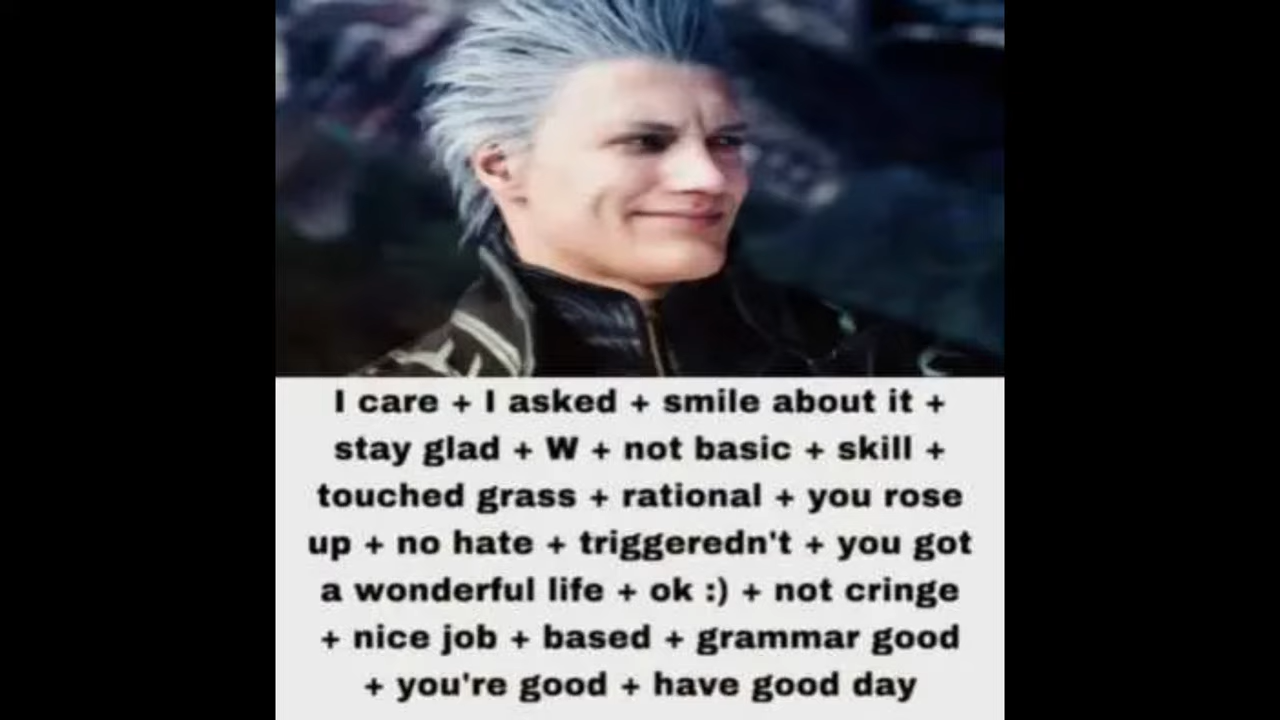 I care + I asked + smile about it +
stay glad + W + not basic + skill +
touched grass + rational + you rose
up + no hate + triggeredn't + you got
a wonderful life + ok :) + not cringe
+ nice job + based + grammar good
+ you're good + have good day